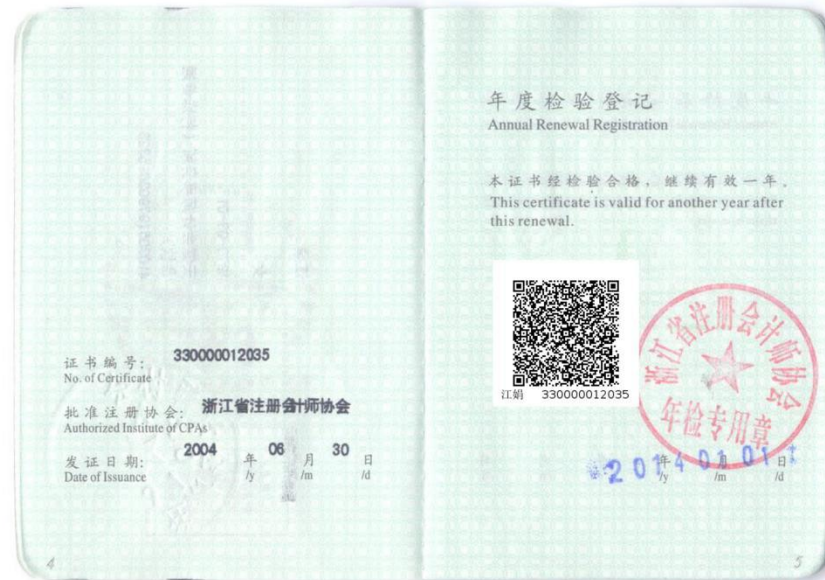 证书编号: 330000012035
No. of Certificate
批准注册协会: 浙江省注册会计师协会
Authorized Institute of CPAs
发证日期: 2004 年 06 月 30 日
Date of Issuance /y /m /d
4
年度检验登记
Annual Renewal Registration
本证书经检验合格，继续有效一年。
This certificate is valid for another year after
this renewal.
江娟 330000012035
浙江省注册会计师协会
年检专用章
2014 年 01 月 01 日
/y /m /d
5